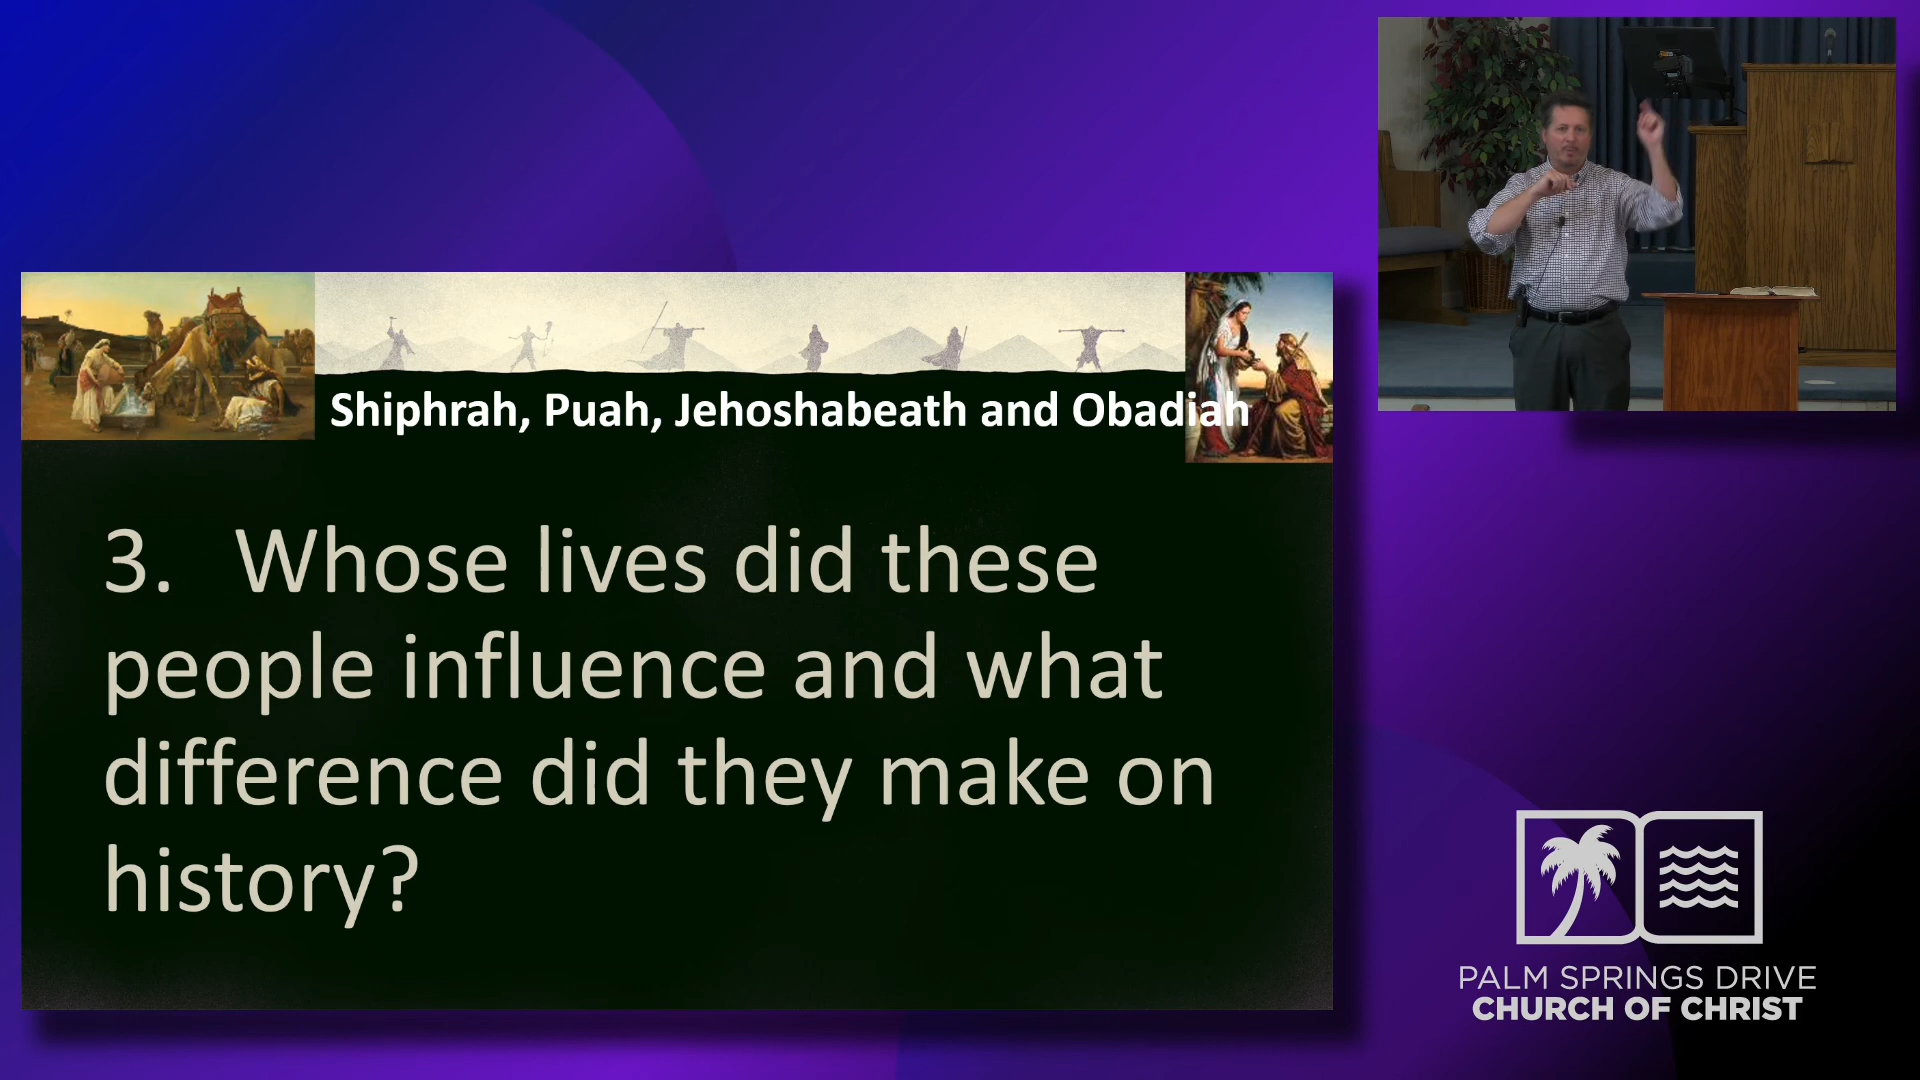 Shiphrah, Puah, Jehoshabeath and Obadiah
3. Whose lives did these
people influence and what
difference did they make on
history?
PALM SPRINGS DRIVE
CHURCH OF CHRIST